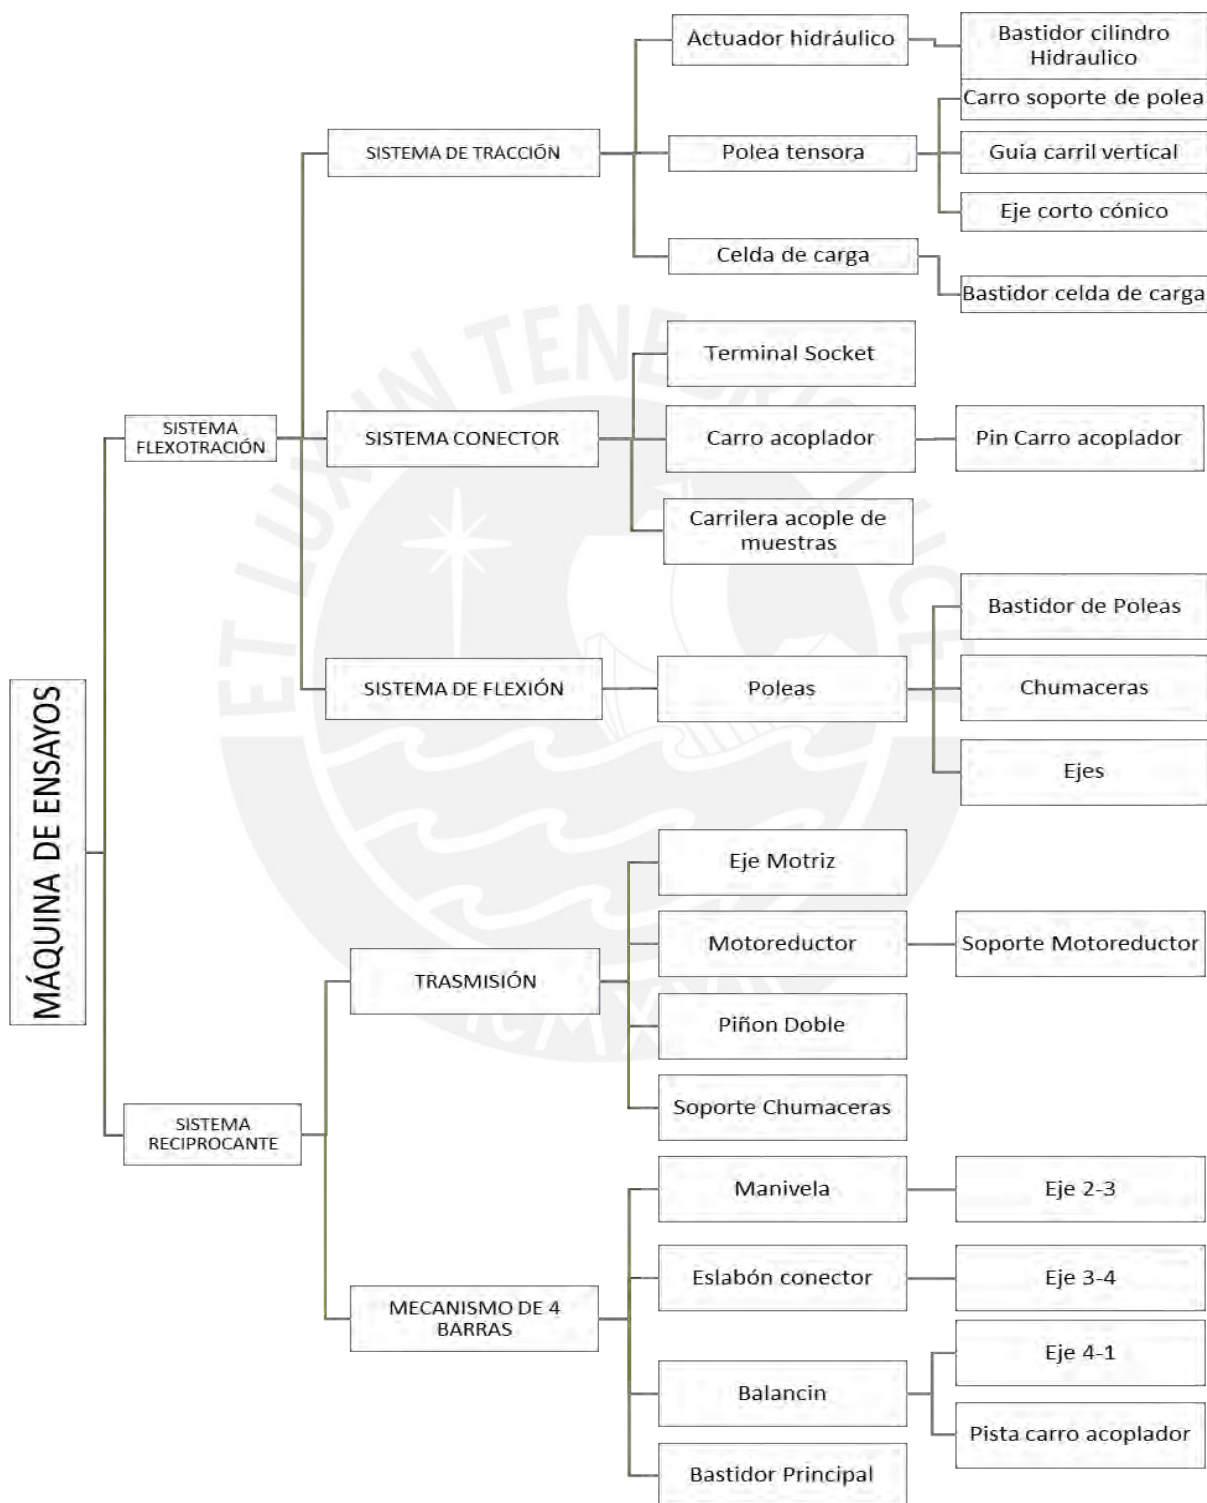 MÁQUINA DE ENSAYOS
SISTEMA
FLEXOTRACIÓN
SISTEMA DE TRACCIÓN
Actuador hidráulico
Bastidor cilindro
Hidraulico
Polea tensora
Carro soporte de polea
Guía carril vertical
Eje corto cónico
Celda de carga
Bastidor celda de carga
SISTEMA CONECTOR
Terminal Socket
Carro acoplador
Pin Carro acoplador
Carrilera acople de
muestras
SISTEMA DE FLEXIÓN
Poleas
Bastidor de Poleas
Chumaceras
Ejes
SISTEMA
RECIPROCANTE
TRASMISIÓN
Eje Motriz
Motoreductor
Soporte Motoreductor
Piñon Doble
Soporte Chumaceras
MECANISMO DE 4
BARRAS
Manivela
Eje 2-3
Eslabón conector
Eje 3-4
Balancin
Eje 4-1
Pista carro acoplador
Bastidor Principal
ET LUX IN